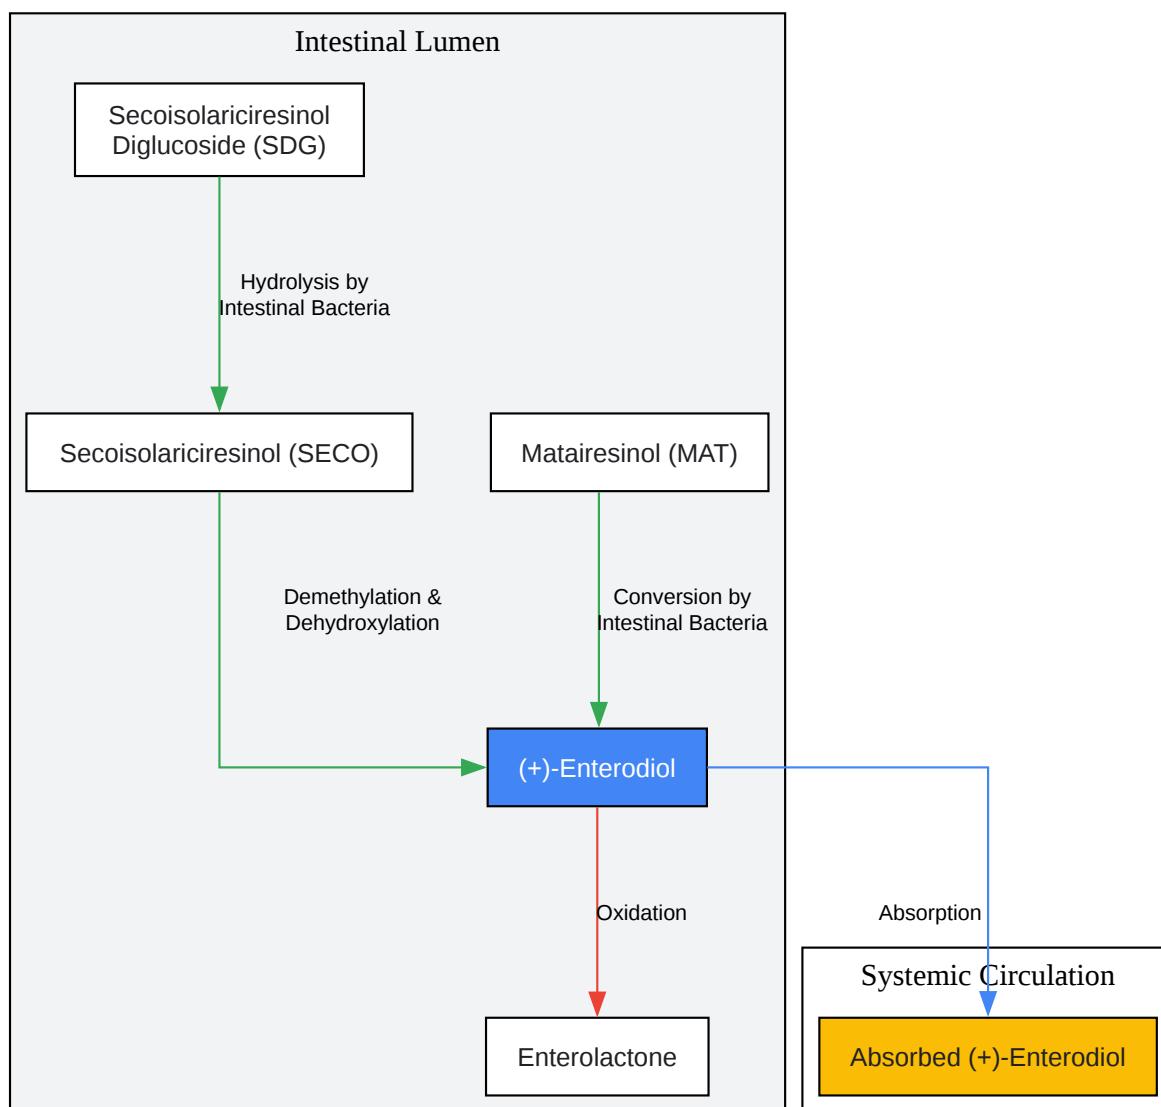 Intestinal Lumen
Secoisolariciresinol
Diglucoside (SDG)
Hydrolysis by
Intestinal Bacteria
Secoisolariciresinol (SECO)
Matairesinol (MAT)
Demethylation &
Dehydroxylation
Conversion by
Intestinal Bacteria
(+)-Enterodiol
Oxidation
Absorption
Systemic Circulation
Enterolactone
Absorbed (+)-Enterodiol